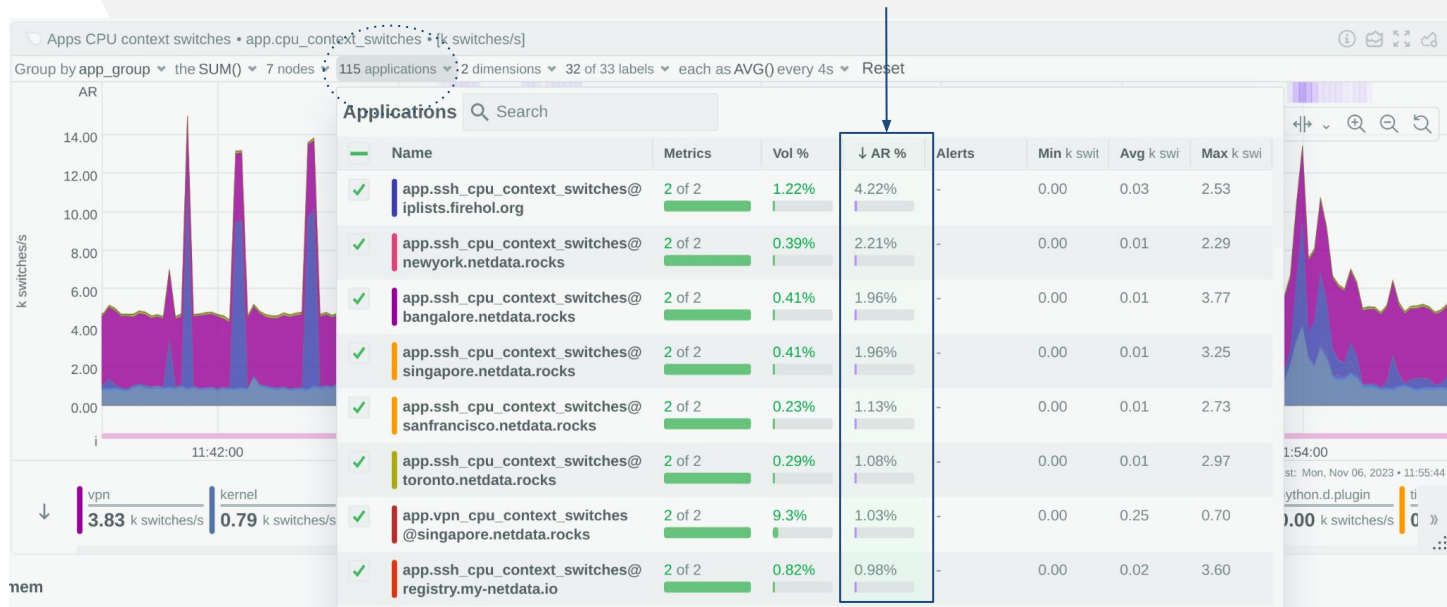 Apps CPU context switches • app.cpu_context_switches • [k switches/s]
Group by app_group the SUM() 7 nodes 115 applications 2 dimensions 32 of 33 labels each as AVG() every 4s Reset
AR
14.00
12.00
10.00
8.00
6.00
4.00
2.00
0.00
k switches/s
i
11:42:00
Applications Search
Name Metrics Vol % ↓ AR % Alerts Min k swit Avg k swi Max k swi
app.ssh_cpu_context_switches@ 2 of 2 1.22% 4.22% - 0.00 0.03 2.53
iplists.firehol.org
app.ssh_cpu_context_switches@ 2 of 2 0.39% 2.21% - 0.00 0.01 2.29
newyork.netdata.rocks
app.ssh_cpu_context_switches@ 2 of 2 0.41% 1.96% - 0.00 0.01 3.77
bangalore.netdata.rocks
app.ssh_cpu_context_switches@ 2 of 2 0.41% 1.96% - 0.00 0.01 3.25
singapore.netdata.rocks
app.ssh_cpu_context_switches@ 2 of 2 0.23% 1.13% - 0.00 0.01 2.73
sanfrancisco.netdata.rocks
app.ssh_cpu_context_switches@ 2 of 2 0.29% 1.08% - 0.00 0.01 2.97
toronto.netdata.rocks
app.vpn_cpu_context_switches 2 of 2 9.3% 1.03% - 0.00 0.25 0.70
@singapore.netdata.rocks
app.ssh_cpu_context_switches@ 2 of 2 0.82% 0.98% - 0.00 0.02 3.60
registry.my-netdata.io
1:54:00
st: Mon, Nov 06, 2023 • 11:55:44
vpn kernel ython.d.plugin ti
3.83 k switches/s 0.79 k switches/s 0.00 k switches/s 0
mem